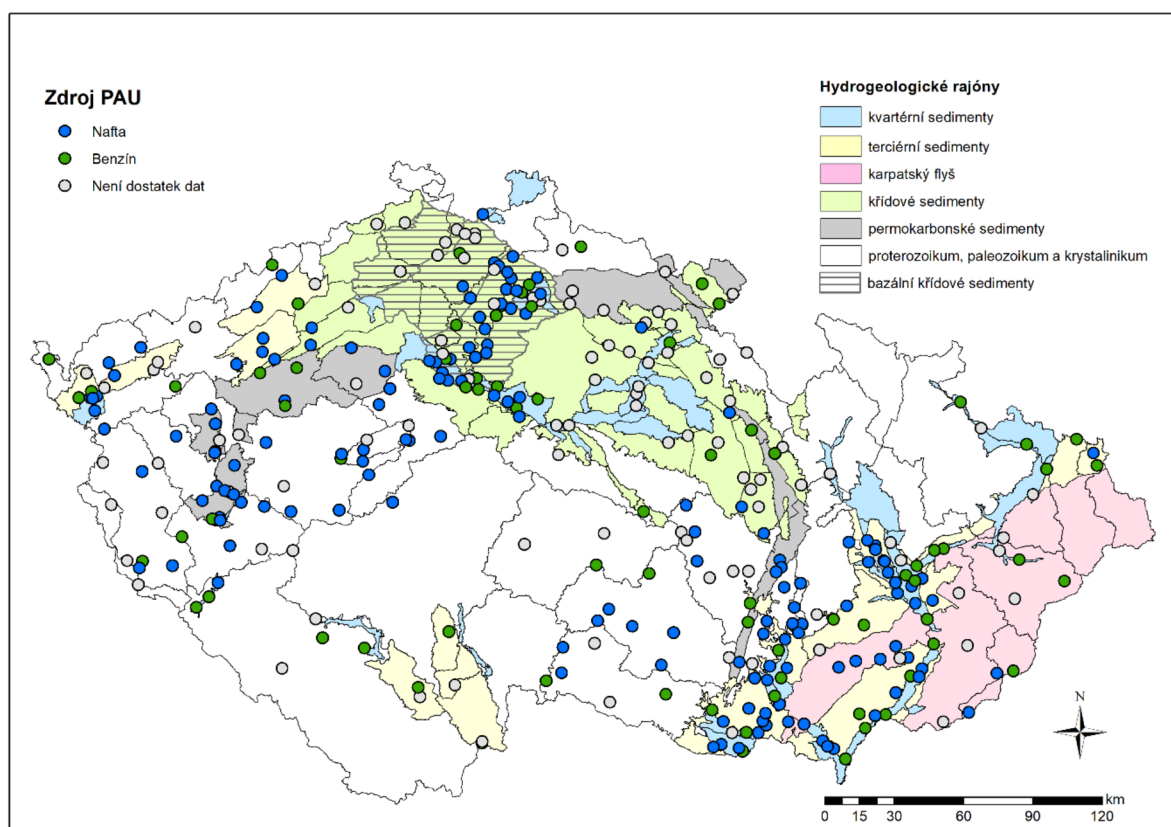 Zdroj PAU
Nafta
Benzín
Není dostatek dat
Hydrogeologické rajóny
kvartérní sedimenty
terciérní sedimenty
karpatský flyš
křídové sedimenty
permokarbonské sedimenty
proterozoikum, paleozoikum a krystalinikum
bazální křídové sedimenty
N
km
0 15 30 60 90 120